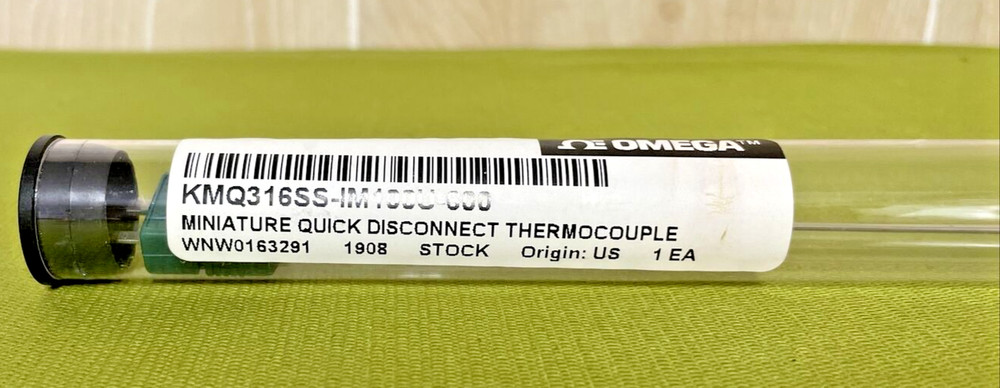 OMEGA™
MINIATURE QUICK DISCONNECT THERMOCOUPLE
WNW0163291 1908 STOCK Origin: US 1 EA